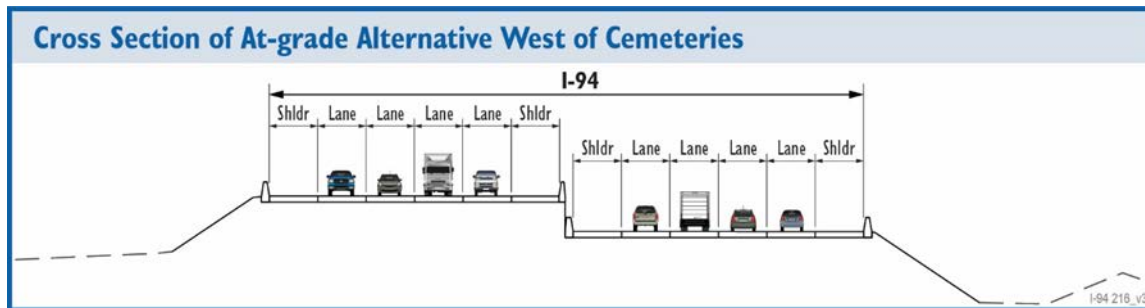 Cross Section of At-grade Alternative West of Cemeteries
I-94
Shldr Lane Lane Lane Lane Shldr
Shldr Lane Lane Lane Lane Shldr